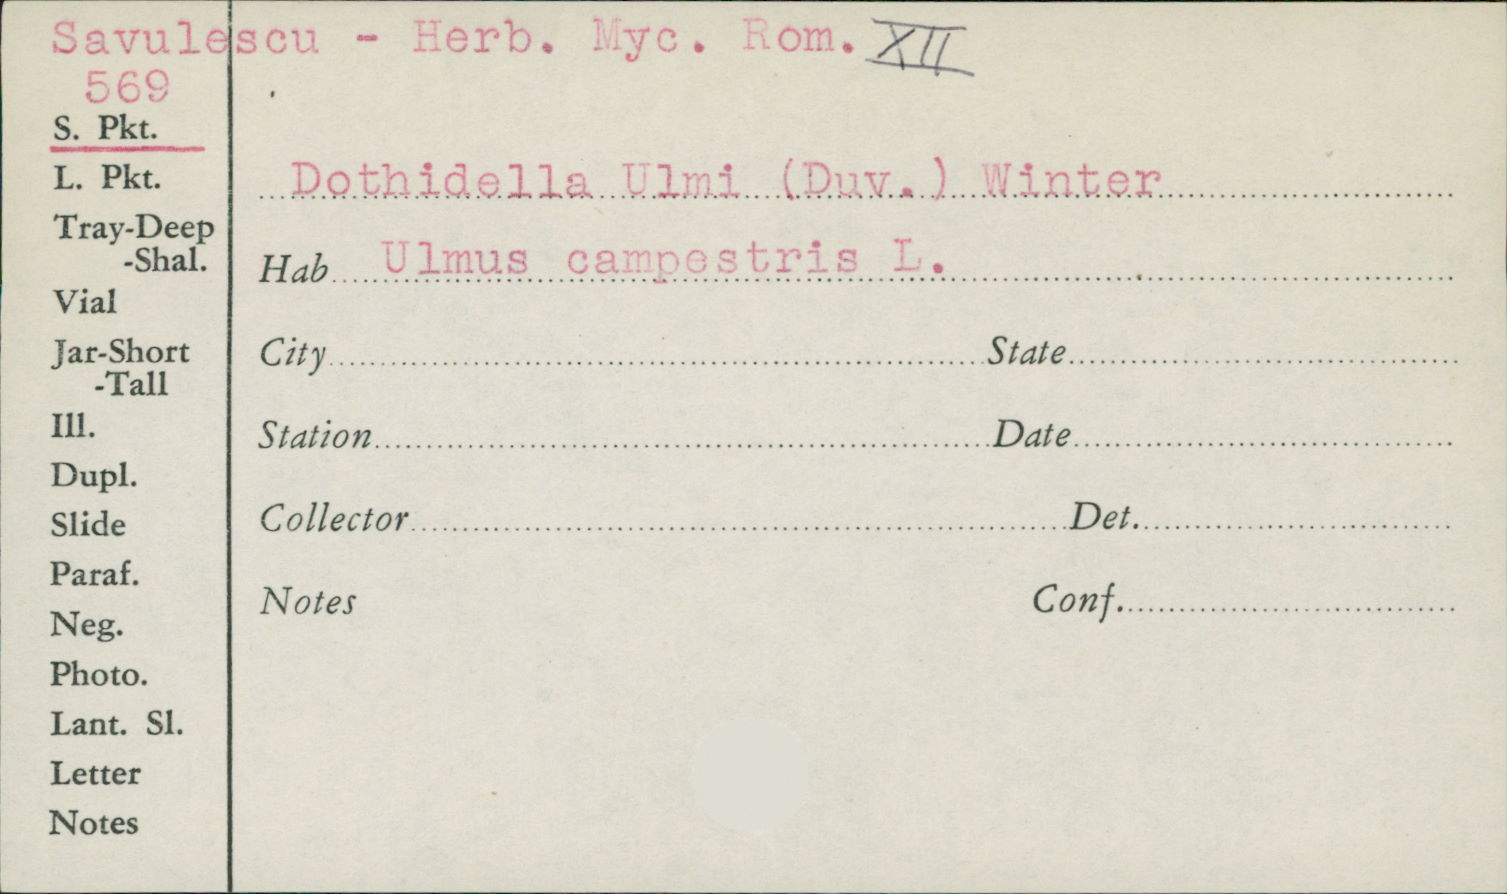 Savulescu - Herb. Myc. Rom. XII
569
S. Pkt.
L. Pkt.
Tray-Deep
-Shal.
Vial
Jar-Short
-Tall
Ill.
Dupl.
Slide
Paraf.
Neg.
Photo.
Lant. Sl.
Letter
Notes
Dothidella Ulmi (Duv.) Winter
Hab Ulmus campestris L.
City State
Station Date
Collector Det.
Notes Conf.